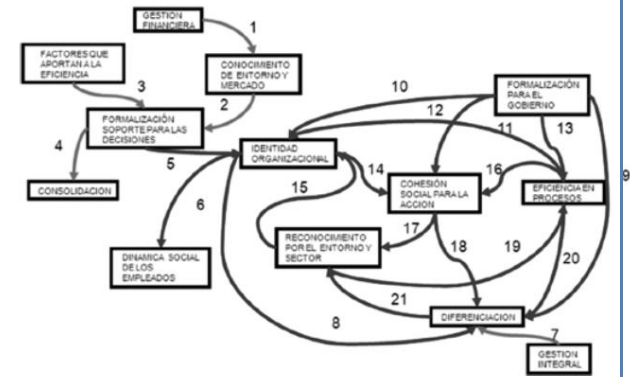 GESTION
FINANCIERA
1
FACTORES QUE
APORTAN A LA
EFICIENCIA
CONOCIMIENTO
DE ENTORNO Y
MERCADO
3
2
FORMALIZACIÓN
SOPORTE PARA LAS
DECISIONES
4
5
CONSOLIDACION
IDENTIDAD
ORGANIZACIONAL
6
DINAMICA SOCIAL
DE LOS
EMPLEADOS
10
12
FORMALIZACIÓN
PARA EL
GOBIERNO
11
13
14
COHESIÓN
SOCIAL PARA LA
ACCION
16
EFICIENCIA EN
PROCESOS
9
15
RECONOCIMIENTO
POR EL ENTORNO Y
SECTOR
17
18
19
20
21
8
DIFERENCIACION
7
GESTION
INTEGRAL